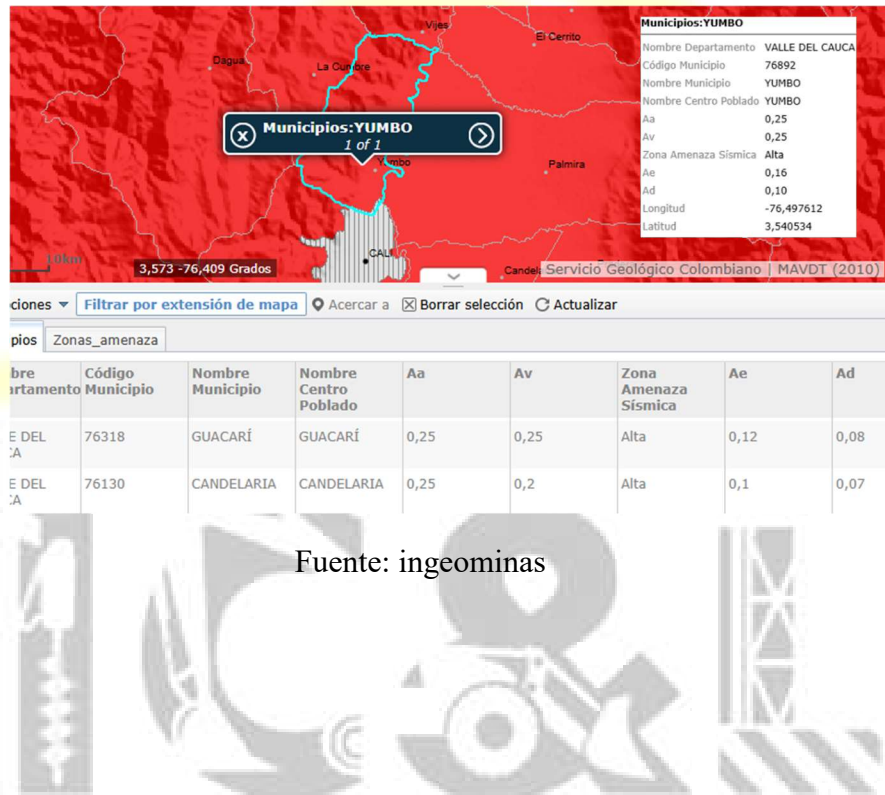 Vijes
El Cerrito
Dagua
La Cumbre
Municipios:YUMBO
1 of 1
Yumbo
Palmira
CALI
10km
3,573 -76,409 Grados
Servicio Geológico Colombiano | MAVDT (2010)
Municipios:YUMBO
Nombre Departamento VALLE DEL CAUCA
Código Municipio 76892
Nombre Municipio YUMBO
Nombre Centro Poblado YUMBO
Aa 0,25
Av 0,25
Zona Amenaza Sísmica Alta
Ae 0,16
Ad 0,10
Longitud -76,497612
Latitud 3,540534
ciones Filtrar por extensión de mapa Acercar a Borrar selección Actualizar
pios Zonas_amenaza
bre Código Nombre Nombre Aa Av Zona Ae Ad
rtamento Municipio Municipio Centro Amenaza
Poblado Sísmica
E DEL 76318 GUACARÍ GUACARÍ 0,25 0,25 Alta 0,12 0,08
CA
E DEL 76130 CANDELARIA CANDELARIA 0,25 0,2 Alta 0,1 0,07
CA
Fuente: ingeominas